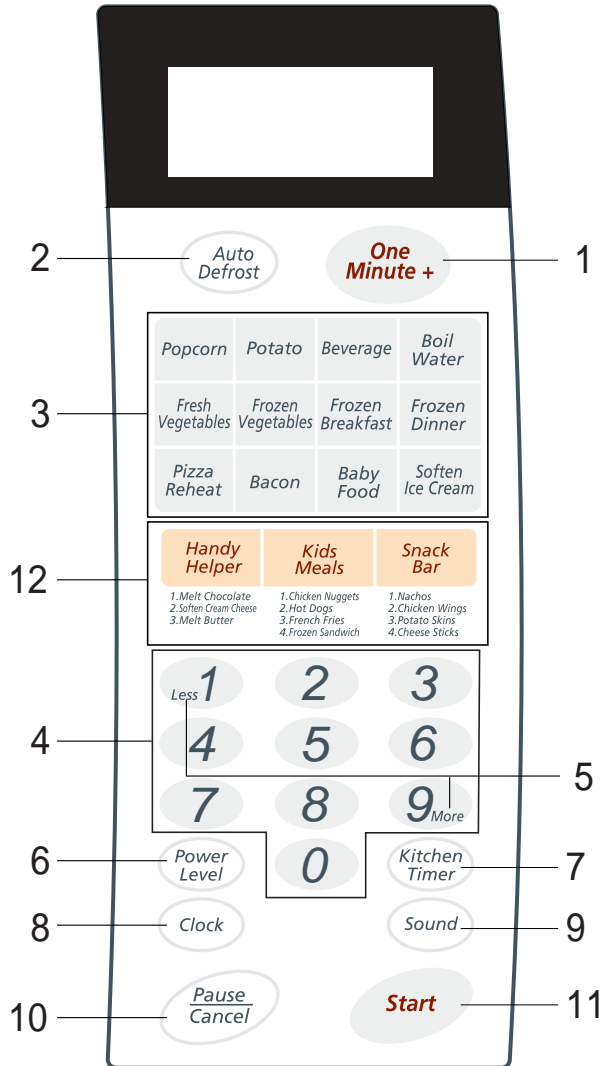 One
Minute +
1
2
Auto
Defrost
3
Popcorn
Potato
Beverage
Boil
Water
Fresh
Vegetables
Frozen
Vegetables
Frozen
Breakfast
Frozen
Dinner
Pizza
Reheat
Bacon
Baby
Food
Soften
Ice Cream
12
Handy
Helper
1.Melt Chocolate
2.Soften Cream Cheese
3.Melt Butter
Kids
Meals
1.Chicken Nuggets
2.Hot Dogs
3.French Fries
4.Frozen Sandwich
Snack
Bar
1.Nachos
2.Chicken Wings
3.Potato Skins
4.Cheese Sticks
4
Less 1
2
3
4
5
6
5
7
8
9 More
0
6
Power
Level
Kitchen
Timer
7
8
Clock
Sound
9
10
Pause
Cancel
Start
11